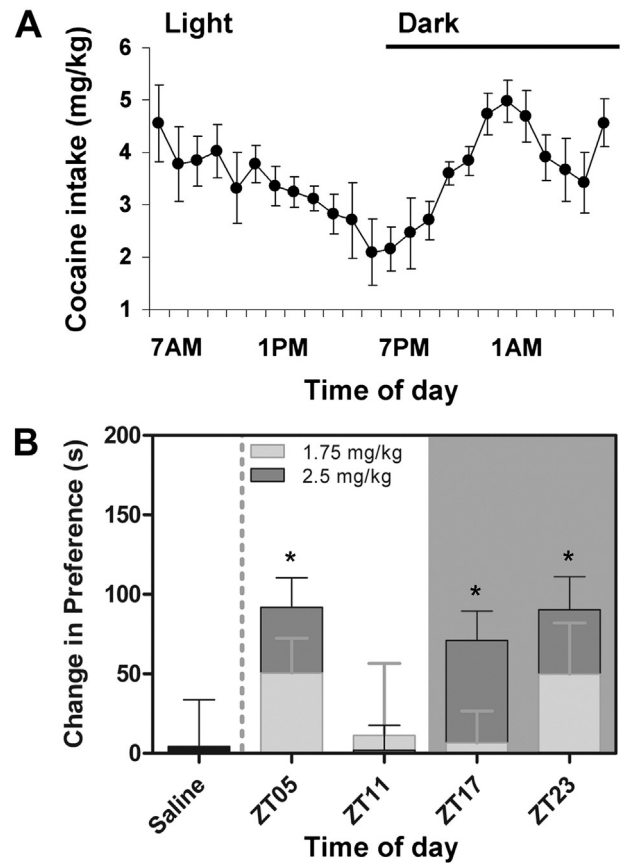 A
Light
Dark
Cocaine intake (mg/kg)
6
5
4
3
2
1
7AM 1PM 7PM 1AM
Time of day
B
Change in Preference (s)
200
150
100
50
0
1.75 mg/kg
2.5 mg/kg
*
*
*
Saline ZT05 ZT11 ZT17 ZT23
Time of day